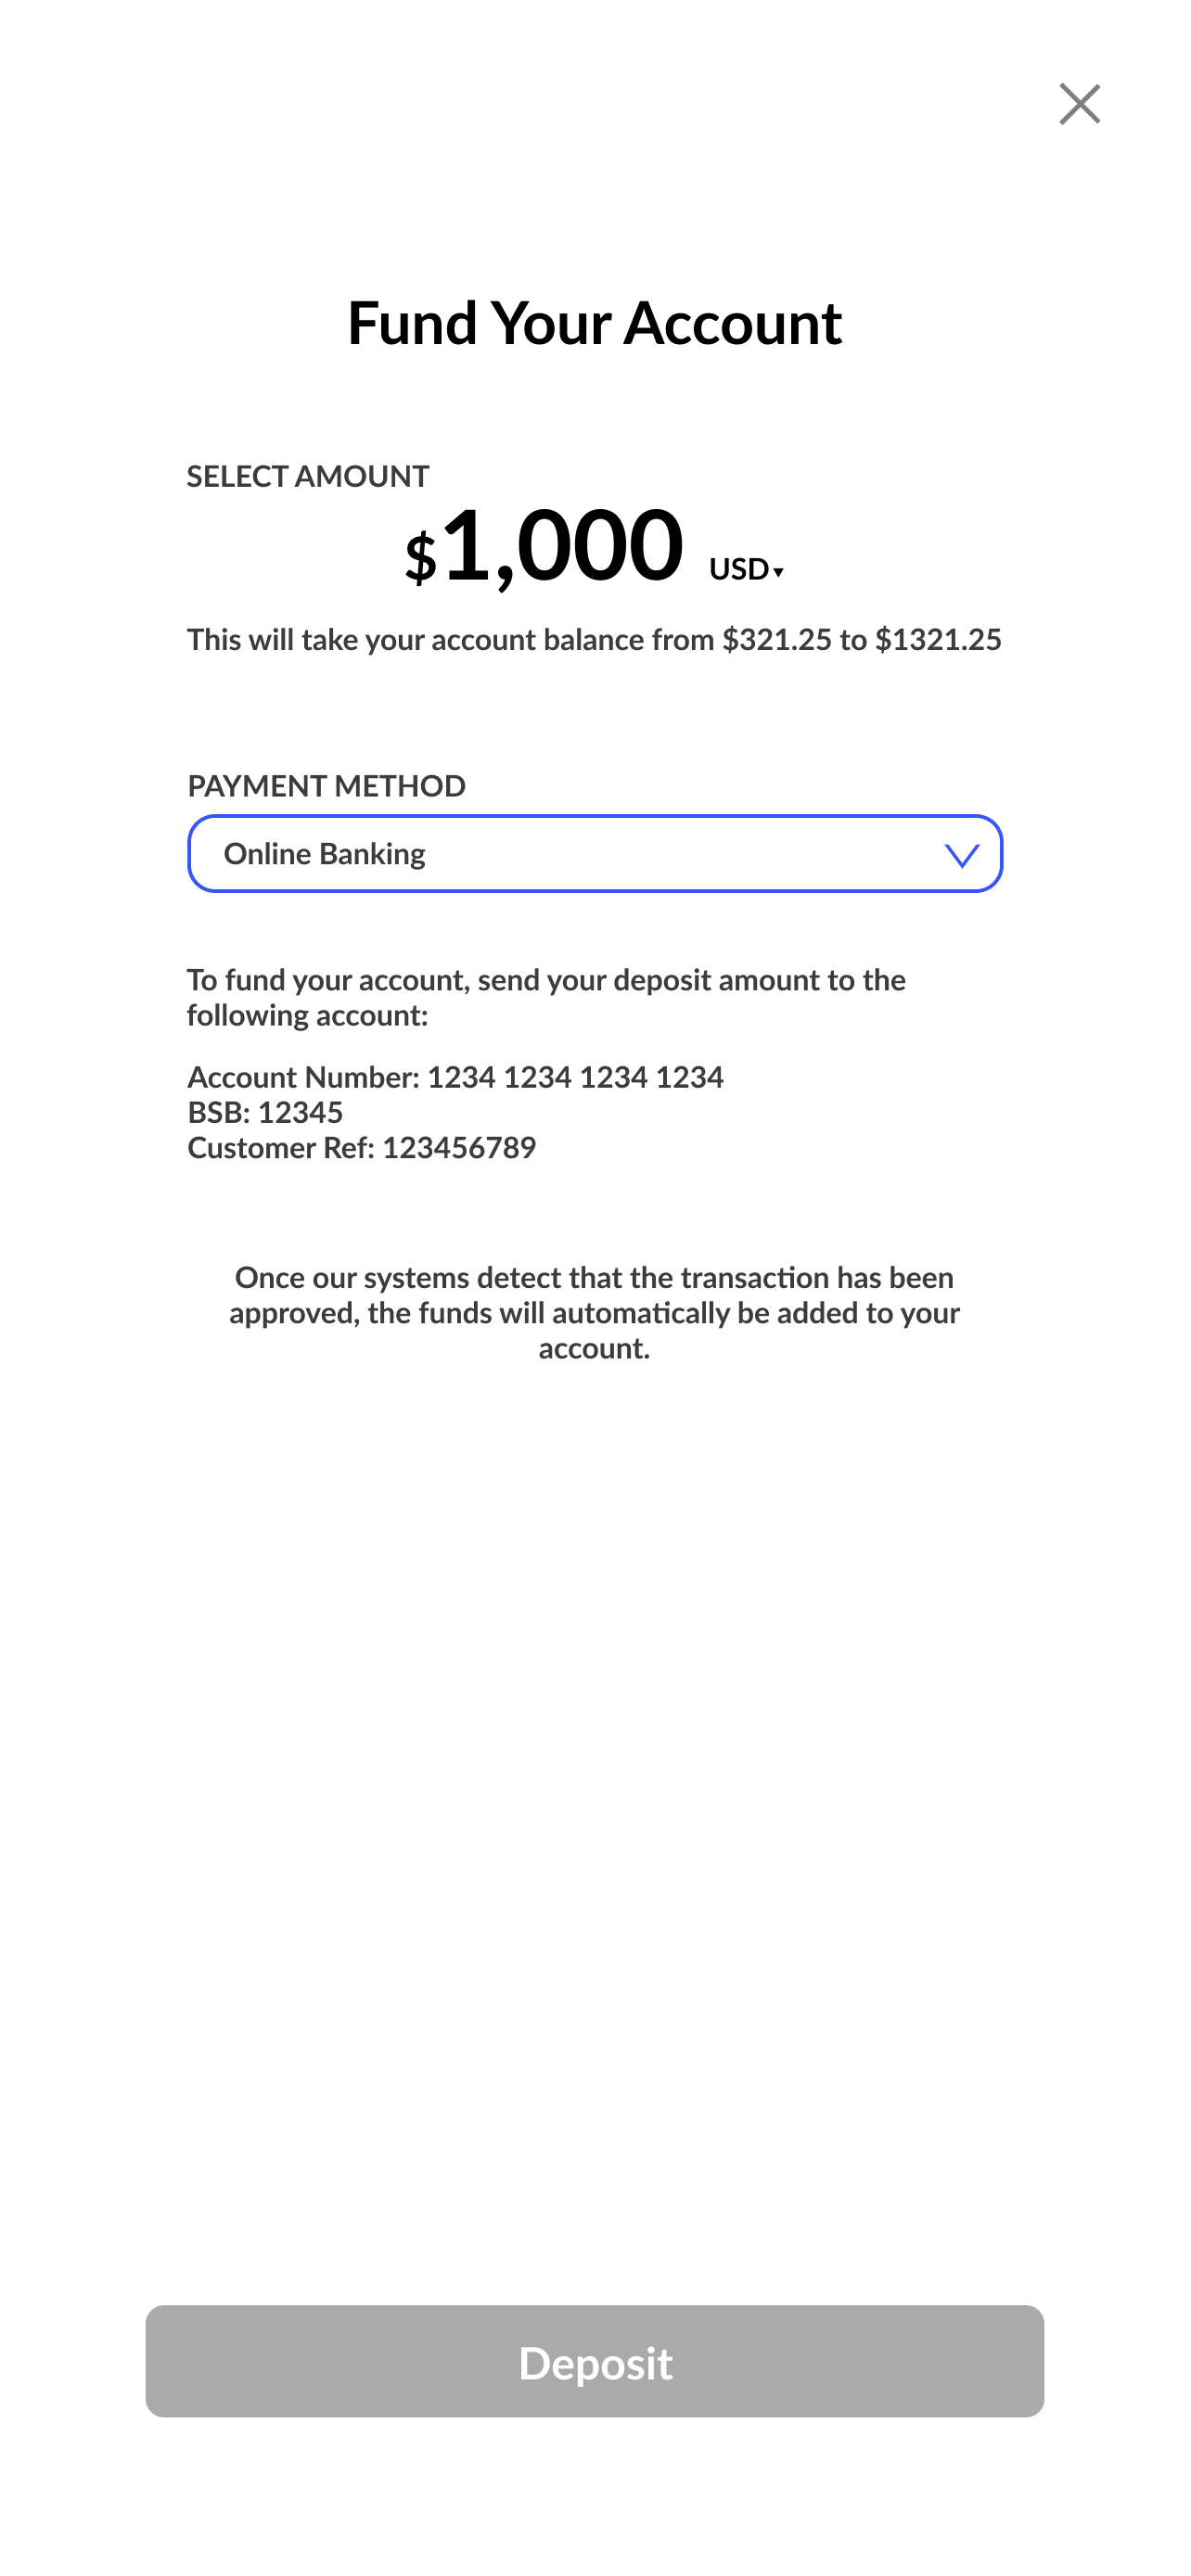 Fund Your Account
SELECT AMOUNT
$1,000 USD▾
This will take your account balance from $321.25 to $1321.25
PAYMENT METHOD
Online Banking
To fund your account, send your deposit amount to the
following account:
Account Number: 1234 1234 1234 1234
BSB: 12345
Customer Ref: 123456789
Once our systems detect that the transaction has been
approved, the funds will automatically be added to your
account.
Deposit